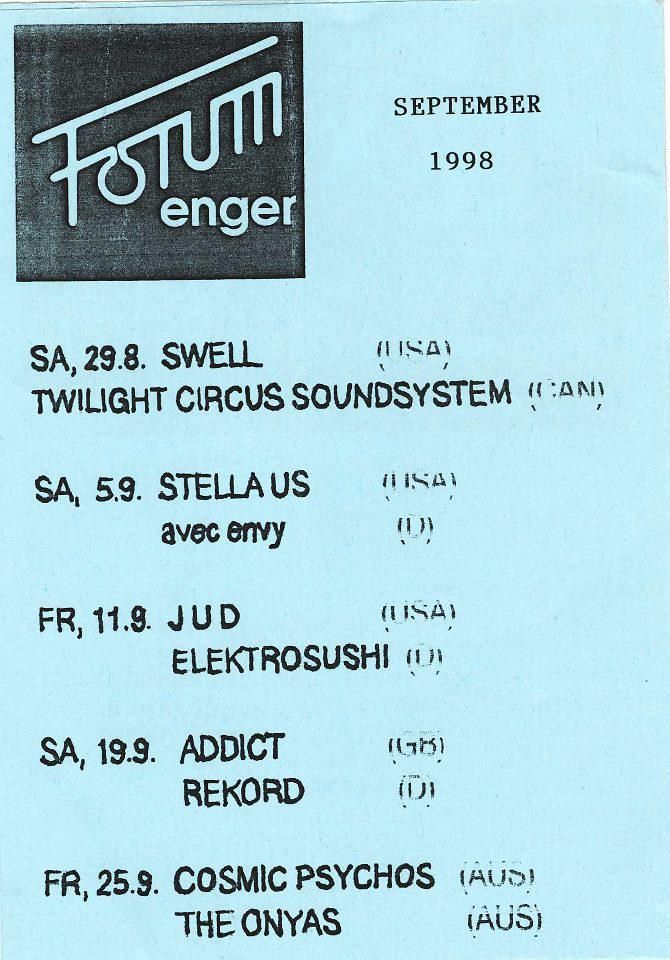 Forum
enger
SEPTEMBER
1998
SA, 29.8. SWELL (USA)
TWILIGHT CIRCUS SOUNDSYSTEM (CAN)
SA, 5.9. STELLA US (USA)
avec envy (D)
FR, 11.9. JUD (USA)
ELEKTROSUSHI (D)
SA, 19.9. ADDICT (GB)
REKORD (D)
FR, 25.9. COSMIC PSYCHOS (AUS)
THE ONYAS (AUS)